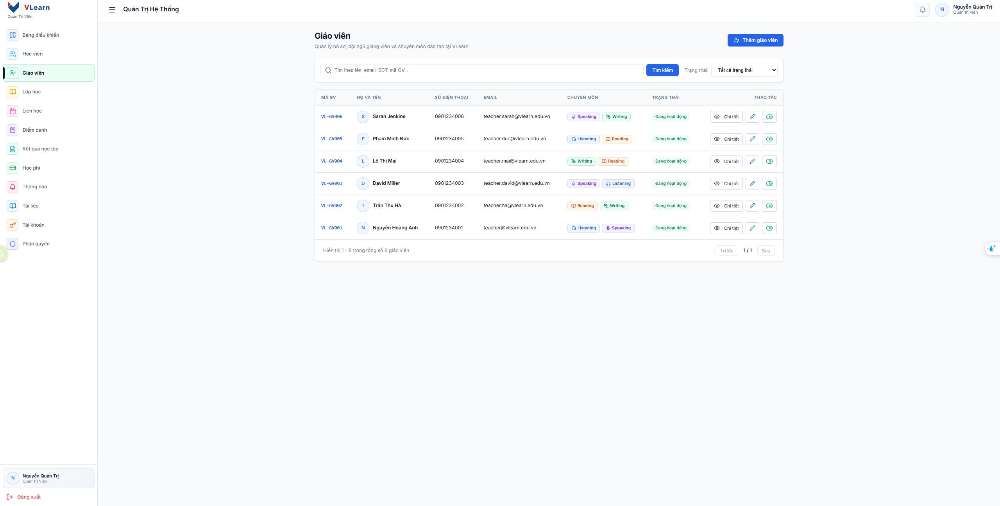 VLearn
Quản Trị Viên
Bảng điều khiển
Học viên
Giáo viên
Lớp học
Lịch học
Điểm danh
Kết quả học tập
Học phí
Thông báo
Tài liệu
Tài khoản
Phân quyền
Nguyễn Quản Trị
Quản Trị Viên
Đăng xuất
Quản Trị Hệ Thống
N
Nguyễn Quản Trị
Quản trị viên
Giáo viên
Quản lý hồ sơ, đội ngũ giảng viên và chuyên môn đào tạo tại VLearn
Thêm giáo viên
Tìm theo tên, email, SĐT, mã GV... Tìm kiếm Trạng thái: Tất cả trạng thái
MÃ GV HỌ VÀ TÊN SỐ ĐIỆN THOẠI EMAIL CHUYÊN MÔN TRẠNG THÁI THAO TÁC
VL-GV006 S Sarah Jenkins 0901234006 teacher.sarah@vlearn.edu.vn Speaking Writing Đang hoạt động Chi tiết
VL-GV005 P Phạm Minh Đức 0901234005 teacher.duc@vlearn.edu.vn Listening Reading Đang hoạt động Chi tiết
VL-GV004 L Lê Thị Mai 0901234004 teacher.mai@vlearn.edu.vn Writing Reading Đang hoạt động Chi tiết
VL-GV003 D David Miller 0901234003 teacher.david@vlearn.edu.vn Speaking Listening Đang hoạt động Chi tiết
VL-GV002 T Trần Thu Hà 0901234002 teacher.ha@vlearn.edu.vn Reading Writing Đang hoạt động Chi tiết
VL-GV001 N Nguyễn Hoàng Anh 0901234001 teacher@vlearn.edu.vn Listening Speaking Đang hoạt động Chi tiết
Hiển thị 1 - 6 trong tổng số 6 giáo viên Trước 1 / 1 Sau